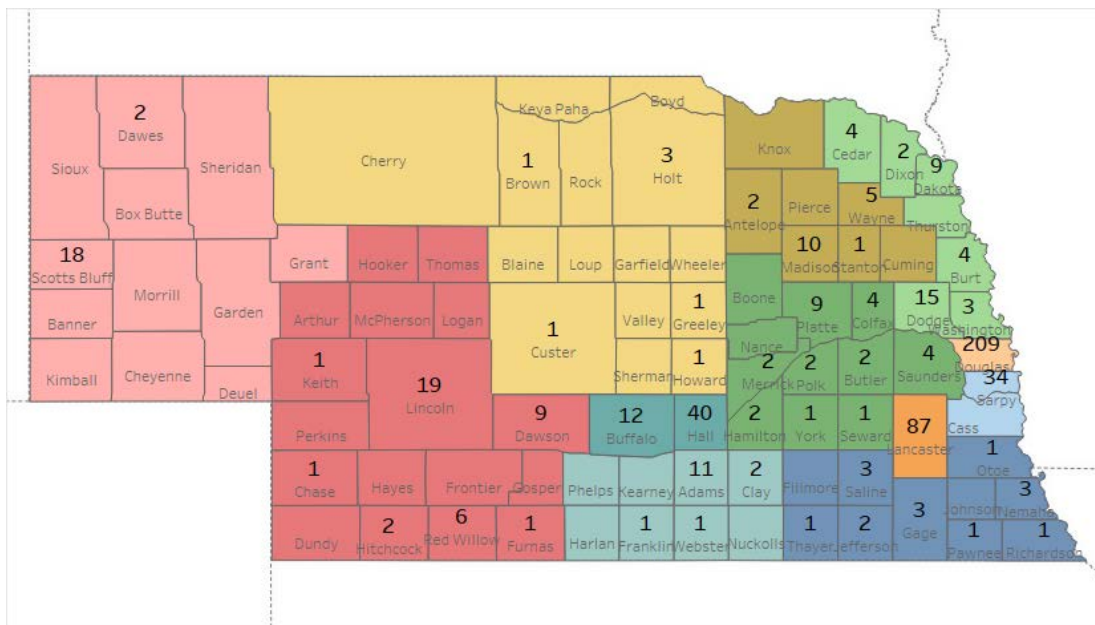 2
Dawes
Sioux
Sheridan
Box Butte
Cherry
Keya Paha
Boyd
1
Brown
Rock
3
Holt
Knox
4
Cedar
2
Dixon
9
Dakota
2
Antelope
Pierce
5
Wayne
Thurston
18
Scotts Bluff
Morrill
Garden
Banner
Kimball
Cheyenne
Deuel
Grant
Hooker
Thomas
Arthur
McPherson
Logan
Blaine
Loup
Garfield
Wheeler
10
Madison
1
Stanton
Cuming
4
Burt
1
Custer
Valley
1
Greeley
Sherman
1
Howard
Boone
Nance
9
Platte
4
Colfax
15
Dodge
3
Washington
209
Douglas
34
Sarpy
1
Keith
19
Lincoln
Perkins
9
Dawson
12
Buffalo
40
Hall
2
Merrick
2
Polk
2
Butler
4
Saunders
2
Hamilton
1
York
1
Seward
87
Lancaster
Cass
1
Otoe
1
Chase
Hayes
Frontier
Gosper
Phelps
Kearney
11
Adams
2
Clay
Fillmore
3
Saline
3
Gage
Johnson
3
Nemaha
Dundy
2
Hitchcock
6
Red Willow
1
Furnas
Harlan
1
Franklin
1
Webster
Nuckolls
1
Thayer
2
Jefferson
1
Pawnee
1
Richardson